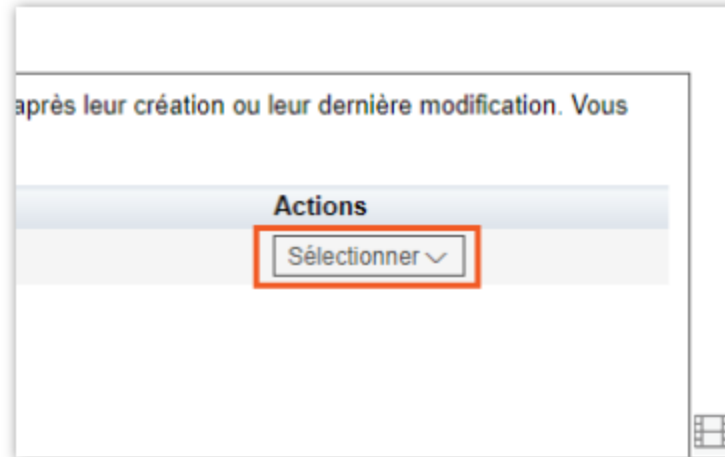 après leur création ou leur dernière modification. Vous
Actions
Sélectionner